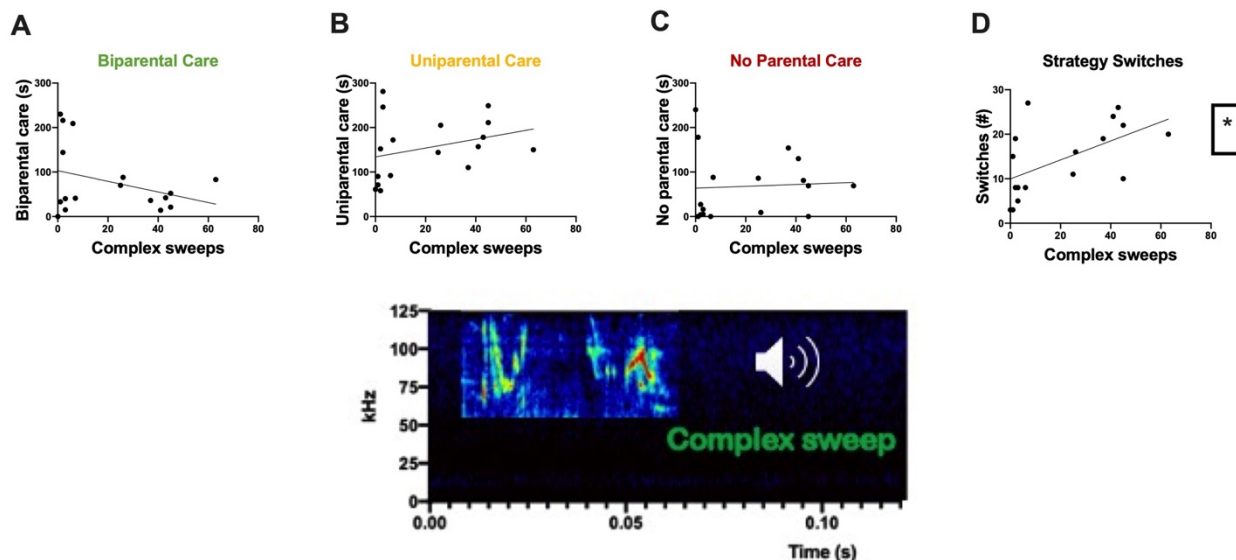 A
B
C
D
Biparental Care
Uniparental Care
No Parental Care
Strategy Switches
Biparental care (s)
300
200
100
0
0 20 40 60 80
Complex sweeps
Uniparental care (s)
300
200
100
0
0 20 40 60 80
Complex sweeps
No parental care (s)
300
200
100
0
0 20 40 60 80
Complex sweeps
Switches (#)
30
20
10
0
0 20 40 60 80
Complex sweeps
*
kHz
125
100
75
50
25
0
Complex sweep
0.00 0.05 0.10
Time (s)